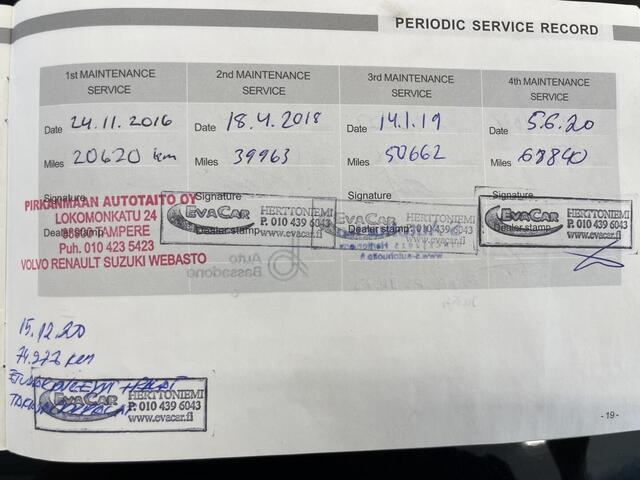 PERIODIC SERVICE RECORD
1st MAINTENANCE SERVICE
2nd MAINTENANCE SERVICE
3rd MAINTENANCE SERVICE
4th MAINTENANCE SERVICE
Date 24.11.2016
Date 18.4.2018
Date 14.1.19
Date 5.6.20
Miles 20620 km
Miles 39963
Miles 50662
Miles 67840
Signature
Signature
Signature
Signature
Dealer stamp
Dealer stamp
Dealer stamp
Dealer stamp
PIRKANMAAN AUTOTAITO OY
LOKOMONKATU 24
TAMPERE
Puh. 010 423 5423
VOLVO RENAULT SUZUKI WEBASTO
EVACAR HERTTONIEMI
P. 010 439 6043
www.evacar.fi
EVACAR HERTTONIEMI
P. 010 439 6043
www.evacar.fi
EVACAR HERTTONIEMI
P. 010 439 6043
www.evacar.fi
Auto
Bassadone
15.12.20
EVACAR HERTTONIEMI
P. 010 439 6043
www.evacar.fi
- 19 -